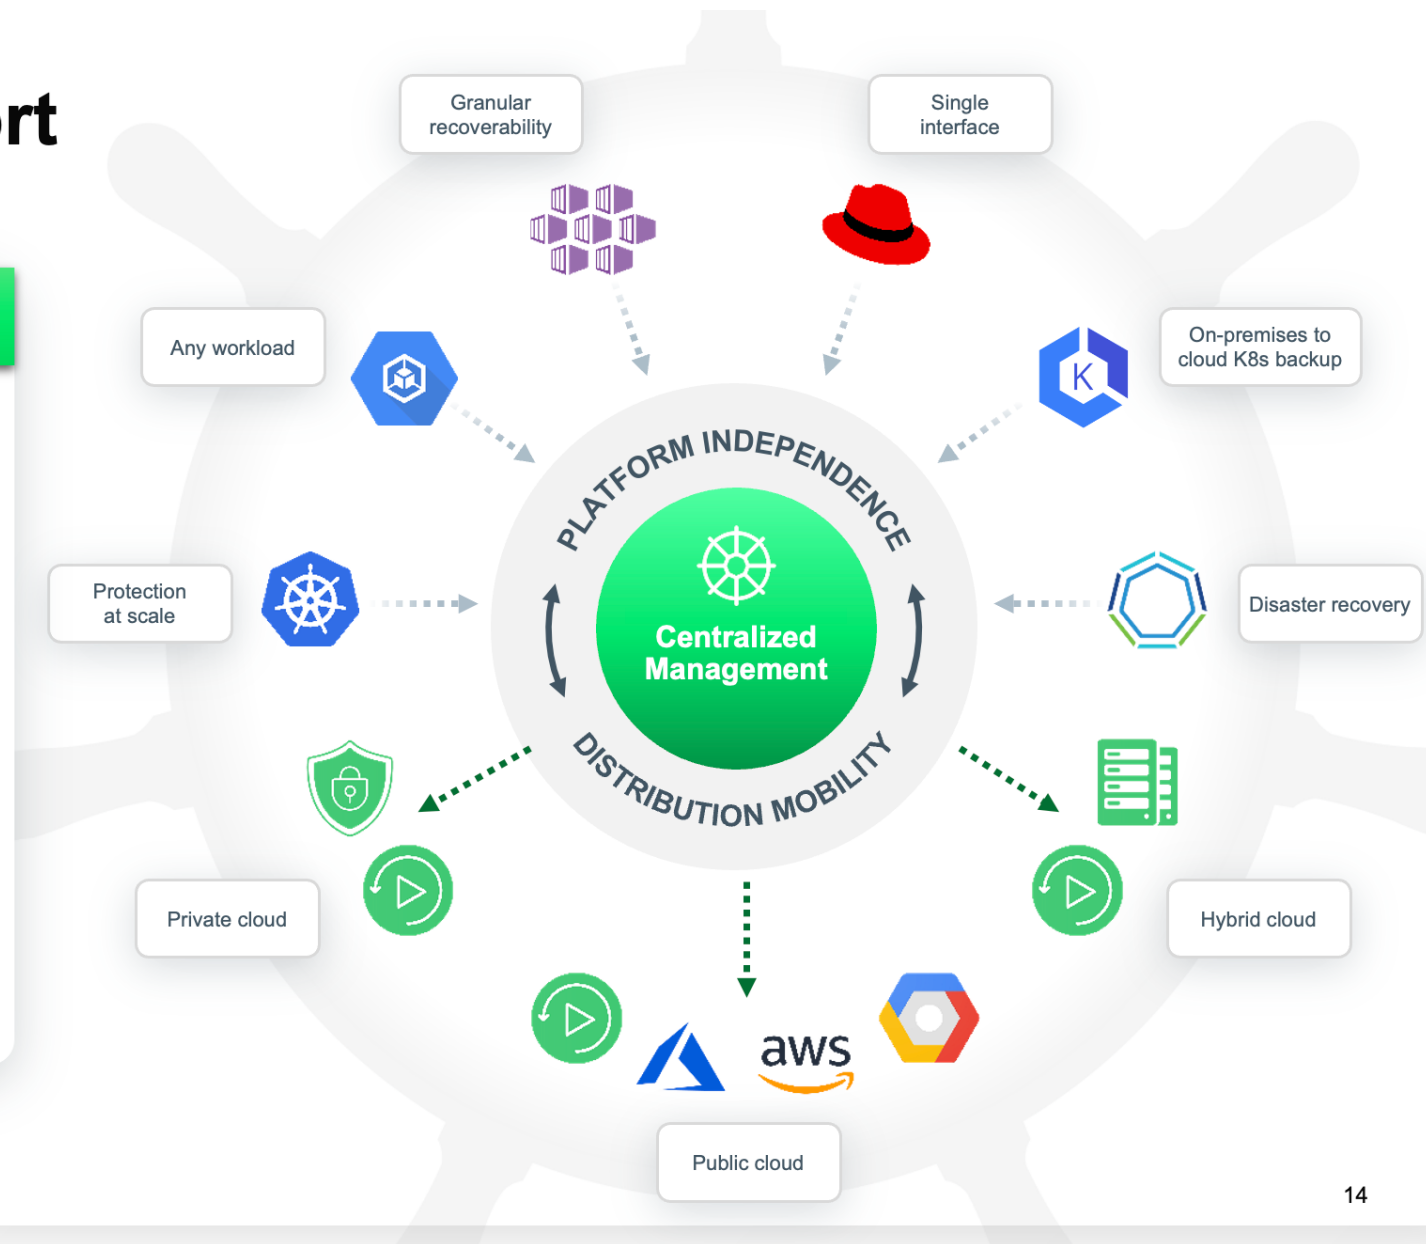 rt
Granular
recoverability
Single
interface
Any workload
On-premises to
cloud K8s backup
K
PLATFORM INDEPENDENCE
Centralized
Management
Protection
at scale
Disaster recovery
DISTRIBUTION MOBILITY
Private cloud
Hybrid cloud
aws
Public cloud
14